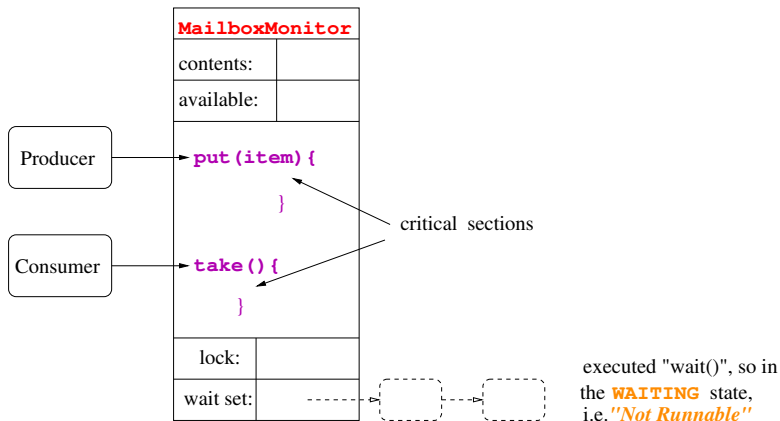 MailboxMonitor
contents:
available:
Producer
put(item){
}
critical sections
Consumer
take(){
}
lock:
wait set:
executed "wait()", so in
the WAITING state,
i.e."Not Runnable"